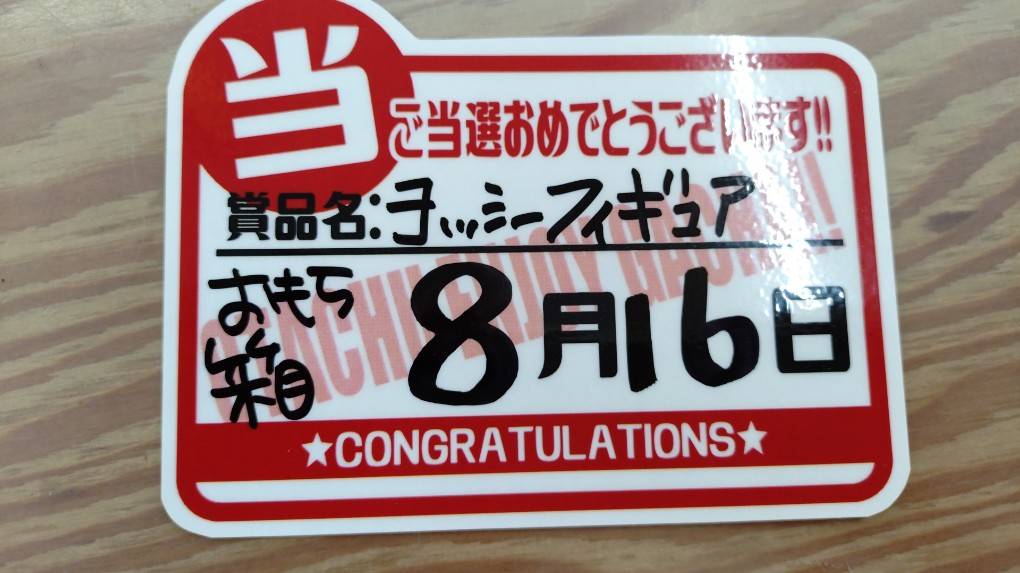 当
ご当選おめでとうございます!!
賞品名:ヨッシーフィギュア
おもちゃ
箱
8月16日
★CONGRATULATIONS★